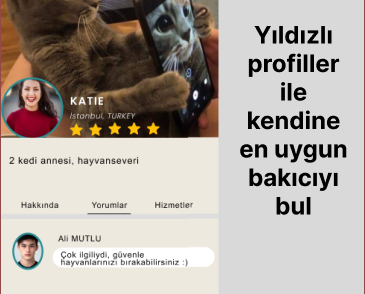 KATIE
Istanbul, TURKEY
2 kedi annesi, hayvanseveri
Hakkında Yorumlar Hizmetler
Ali MUTLU
Çok ilgiliydi, güvenle
hayvanlarınızi bırakabilirsiniz :)
Yıldızlı
profiller
ile
kendine
en uygun
bakıcıyı
bul